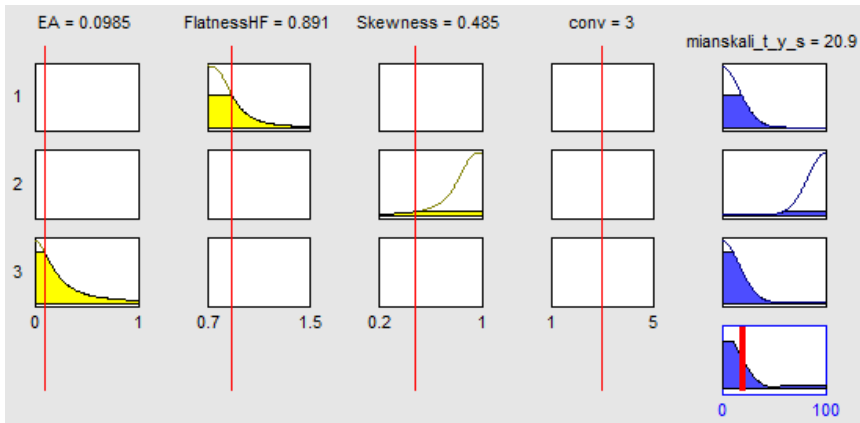 EA = 0.0985 FlatnessHF = 0.891 Skewness = 0.485 conv = 3
mianskali_t_y_s = 20.9
1
2
3
0 1 0.7 1.5 0.2 1 1 5
0 100